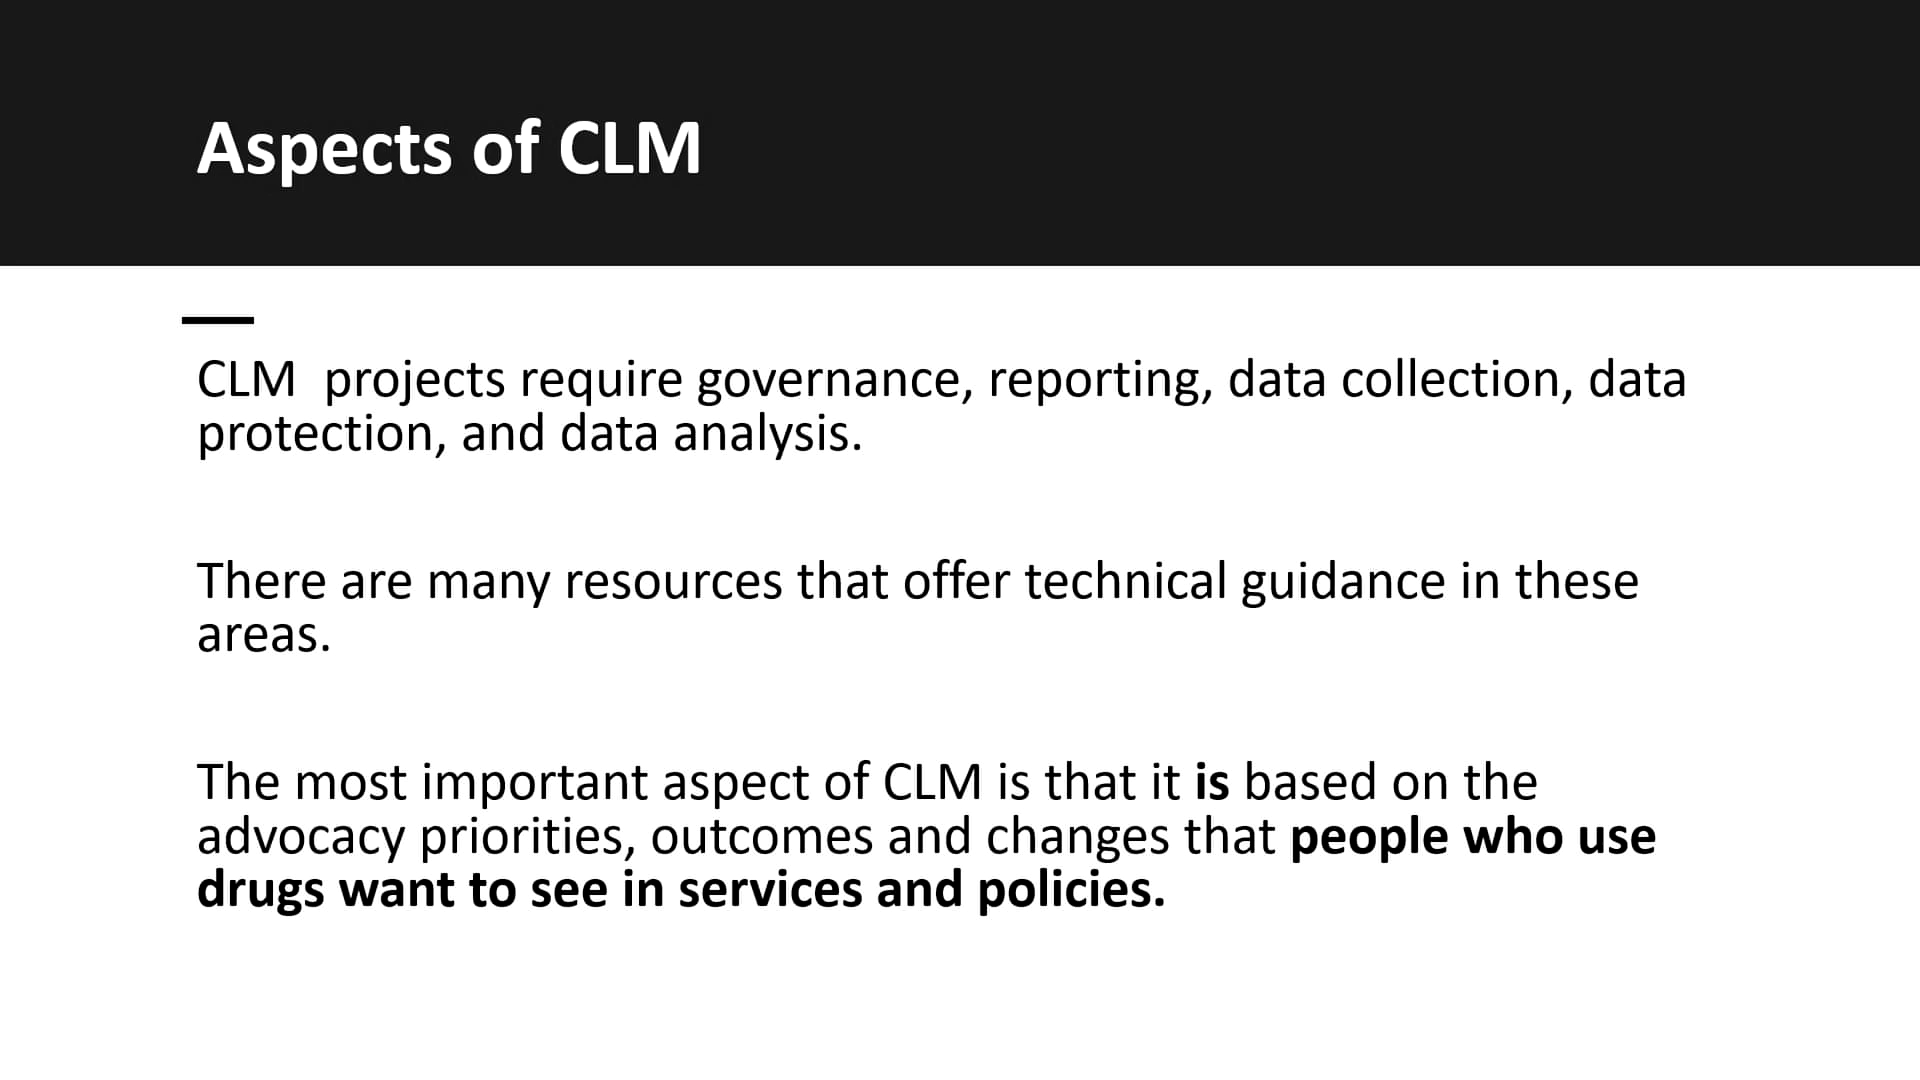 Aspects of CLM
CLM  projects require governance, reporting, data collection, data
protection, and data analysis.
There are many resources that offer technical guidance in these
areas.
The most important aspect of CLM is that it is based on the
advocacy priorities, outcomes and changes that people who use
drugs want to see in services and policies.